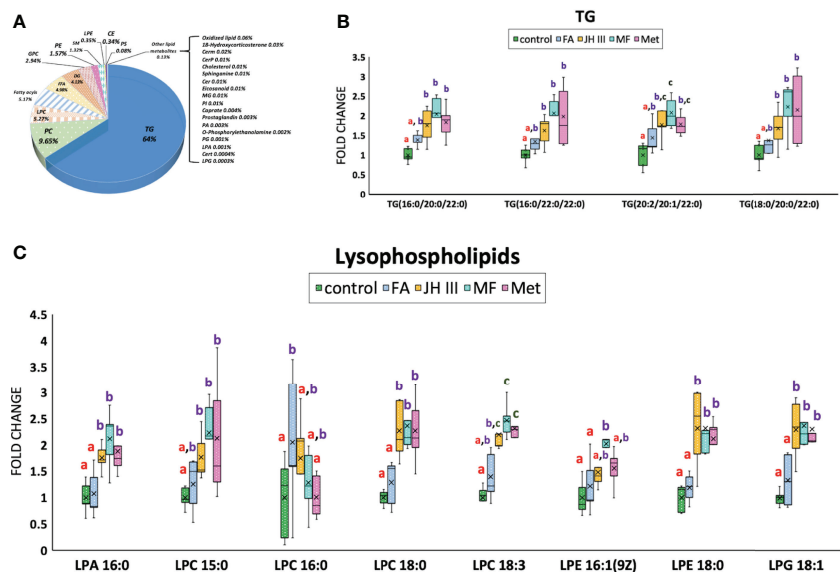 A
LPE 0.35%
CE 0.34%
PS 0.08%
SM 1.32%
PE 1.57%
GPC 2.94%
DG 4.13%
FFA 4.98%
Fatty acyls 5.17%
LPC 5.27%
PC 9.65%
TG 64%
Other lipid metabolites 0.13%
Oxidized lipid 0.06%
18-Hydroxycorticosterone 0.03%
Cerm 0.02%
CerP 0.01%
Cholesterol 0.01%
Sphinganine 0.01%
Cer 0.01%
Eicosanoid 0.01%
MG 0.01%
PI 0.01%
Caprate 0.004%
Prostaglandin 0.003%
PA 0.003%
O-Phosphorylethanolamine 0.002%
PG 0.001%
LPA 0.001%
Cert 0.0004%
LPG 0.0003%
B
TG
control FA JH III MF Met
FOLD CHANGE
3.5
3
2.5
2
1.5
1
0.5
0
a a,b b b b
a a,b b b b
a a,b b,c c b,c
a a,b b b b
TG(16:0/20:0/22:0) TG(16:0/22:0/22:0) TG(20:2/20:1/22:0) TG(18:0/20:0/22:0)
C
Lysophospholipids
control FA JH III MF Met
FOLD CHANGE
4.5
4
3.5
3
2.5
2
1.5
1
0.5
0
a a b b b
a a,b a,b b b
a b a,b a,b a
a a b b b
a a,b b,c c c
a a,b a,b b a,b
a a b b b
a a b b b
LPA 16:0 LPC 15:0 LPC 16:0 LPC 18:0 LPC 18:3 LPE 16:1(9Z) LPE 18:0 LPG 18:1